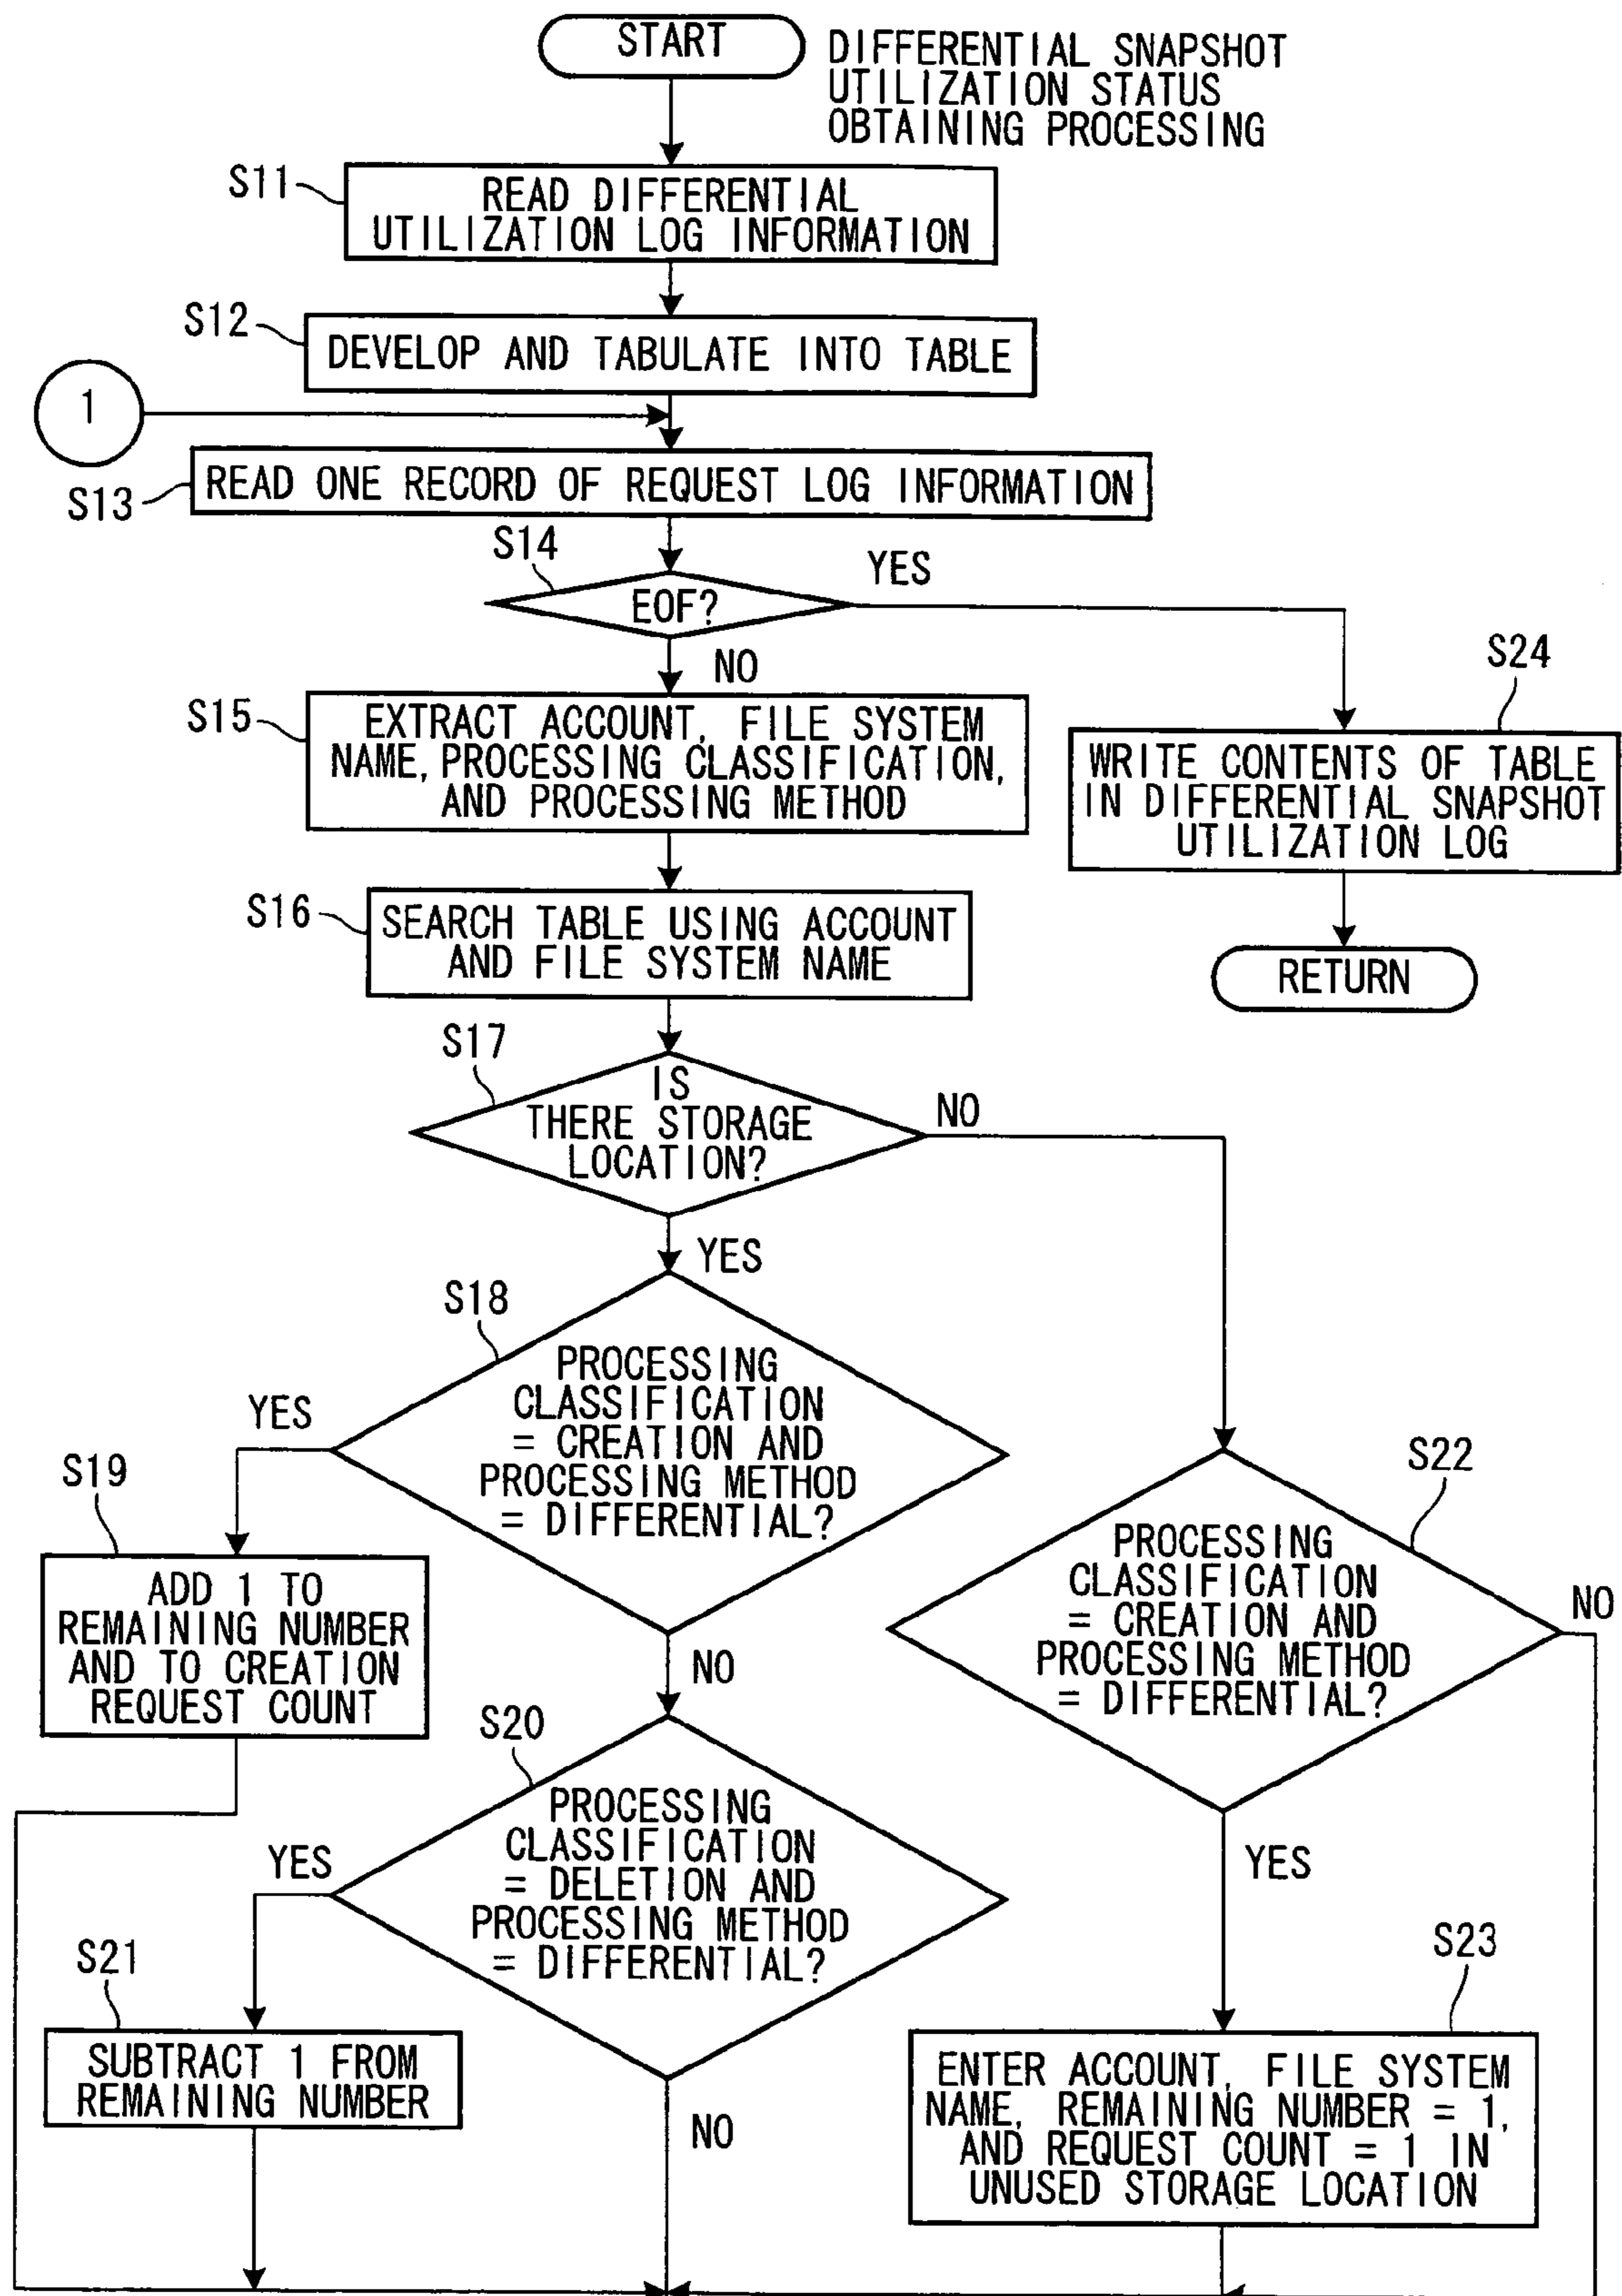 START
DIFFERENTIAL SNAPSHOT
UTILIZATION STATUS
OBTAINING PROCESSING
S11
READ DIFFERENTIAL
UTILIZATION LOG INFORMATION
S12
DEVELOP AND TABULATE INTO TABLE
1
S13
READ ONE RECORD OF REQUEST LOG INFORMATION
S14
EOF?
YES
NO
S24
WRITE CONTENTS OF TABLE
IN DIFFERENTIAL SNAPSHOT
UTILIZATION LOG
RETURN
S15
EXTRACT ACCOUNT, FILE SYSTEM
NAME, PROCESSING CLASSIFICATION,
AND PROCESSING METHOD
S16
SEARCH TABLE USING ACCOUNT
AND FILE SYSTEM NAME
S17
IS
THERE STORAGE
LOCATION?
NO
YES
S18
PROCESSING
CLASSIFICATION
= CREATION AND
PROCESSING METHOD
= DIFFERENTIAL?
YES
NO
S19
ADD 1 TO
REMAINING NUMBER
AND TO CREATION
REQUEST COUNT
S20
PROCESSING
CLASSIFICATION
= DELETION AND
PROCESSING METHOD
= DIFFERENTIAL?
YES
NO
S21
SUBTRACT 1 FROM
REMAINING NUMBER
S22
PROCESSING
CLASSIFICATION
= CREATION AND
PROCESSING METHOD
= DIFFERENTIAL?
NO
YES
S23
ENTER ACCOUNT, FILE SYSTEM
NAME, REMAINING NUMBER = 1,
AND REQUEST COUNT = 1 IN
UNUSED STORAGE LOCATION